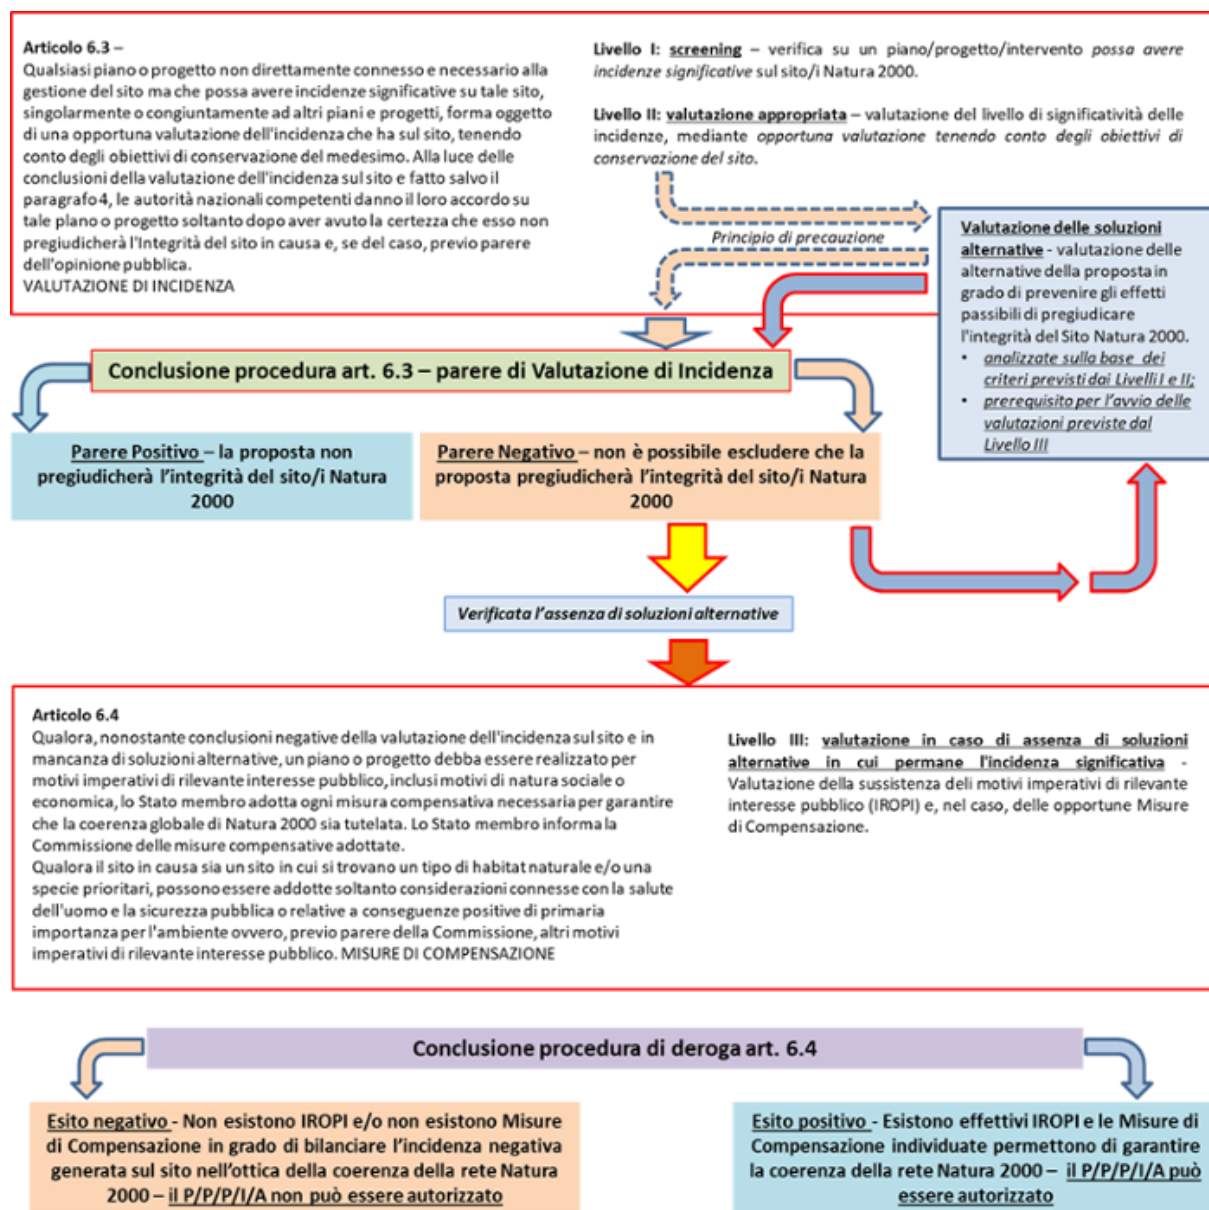 Articolo 6.3 –
Qualsiasi piano o progetto non direttamente connesso e necessario alla
gestione del sito ma che possa avere incidenze significative su tale sito,
singolarmente o congiuntamente ad altri piani e progetti, forma oggetto
di una opportuna valutazione dell'incidenza che ha sul sito, tenendo
conto degli obiettivi di conservazione del medesimo. Alla luce delle
conclusioni della valutazione dell'incidenza sul sito e fatto salvo il
paragrafo 4, le autorità nazionali competenti danno il loro accordo su
tale piano o progetto soltanto dopo aver avuto la certezza che esso non
pregiudicherà l'Integrità del sito in causa e, se del caso, previo parere
dell'opinione pubblica.
VALUTAZIONE DI INCIDENZA
Livello I: screening – verifica su un piano/progetto/intervento possa avere
incidenze significative sul sito/i Natura 2000.
Livello II: valutazione appropriata – valutazione del livello di significatività delle
incidenze, mediante opportuna valutazione tenendo conto degli obiettivi di
conservazione del sito.
Principio di precauzione
Valutazione delle soluzioni
alternative - valutazione delle
alternative della proposta in
grado di prevenire gli effetti
passibili di pregiudicare
l'integrità del Sito Natura 2000.
• analizzate sulla base dei
criteri previsti dai Livelli I e II;
• prerequisito per l'avvio delle
valutazioni previste dal
Livello III
Conclusione procedura art. 6.3 – parere di Valutazione di Incidenza
Parere Positivo – la proposta non
pregiudicherà l'integrità del sito/i Natura
2000
Parere Negativo – non è possibile escludere che la
proposta pregiudicherà l'integrità del sito/i Natura
2000
Verificata l'assenza di soluzioni alternative
Articolo 6.4
Qualora, nonostante conclusioni negative della valutazione dell'incidenza sul sito e in
mancanza di soluzioni alternative, un piano o progetto debba essere realizzato per
motivi imperativi di rilevante interesse pubblico, inclusi motivi di natura sociale o
economica, lo Stato membro adotta ogni misura compensativa necessaria per garantire
che la coerenza globale di Natura 2000 sia tutelata. Lo Stato membro informa la
Commissione delle misure compensative adottate.
Qualora il sito in causa sia un sito in cui si trovano un tipo di habitat naturale e/o una
specie prioritari, possono essere addotte soltanto considerazioni connesse con la salute
dell'uomo e la sicurezza pubblica o relative a conseguenze positive di primaria
importanza per l'ambiente ovvero, previo parere della Commissione, altri motivi
imperativi di rilevante interesse pubblico. MISURE DI COMPENSAZIONE
Livello III: valutazione in caso di assenza di soluzioni
alternative in cui permane l'incidenza significativa -
Valutazione della sussistenza deli motivi imperativi di rilevante
interesse pubblico (IROPI) e, nel caso, delle opportune Misure
di Compensazione.
Conclusione procedura di deroga art. 6.4
Esito negativo - Non esistono IROPI e/o non esistono Misure
di Compensazione in grado di bilanciare l'incidenza negativa
generata sul sito nell'ottica della coerenza della rete Natura
2000 – il P/P/P/I/A non può essere autorizzato
Esito positivo - Esistono effettivi IROPI e le Misure di
Compensazione individuate permettono di garantire
la coerenza della rete Natura 2000 – il P/P/P/I/A può
essere autorizzato